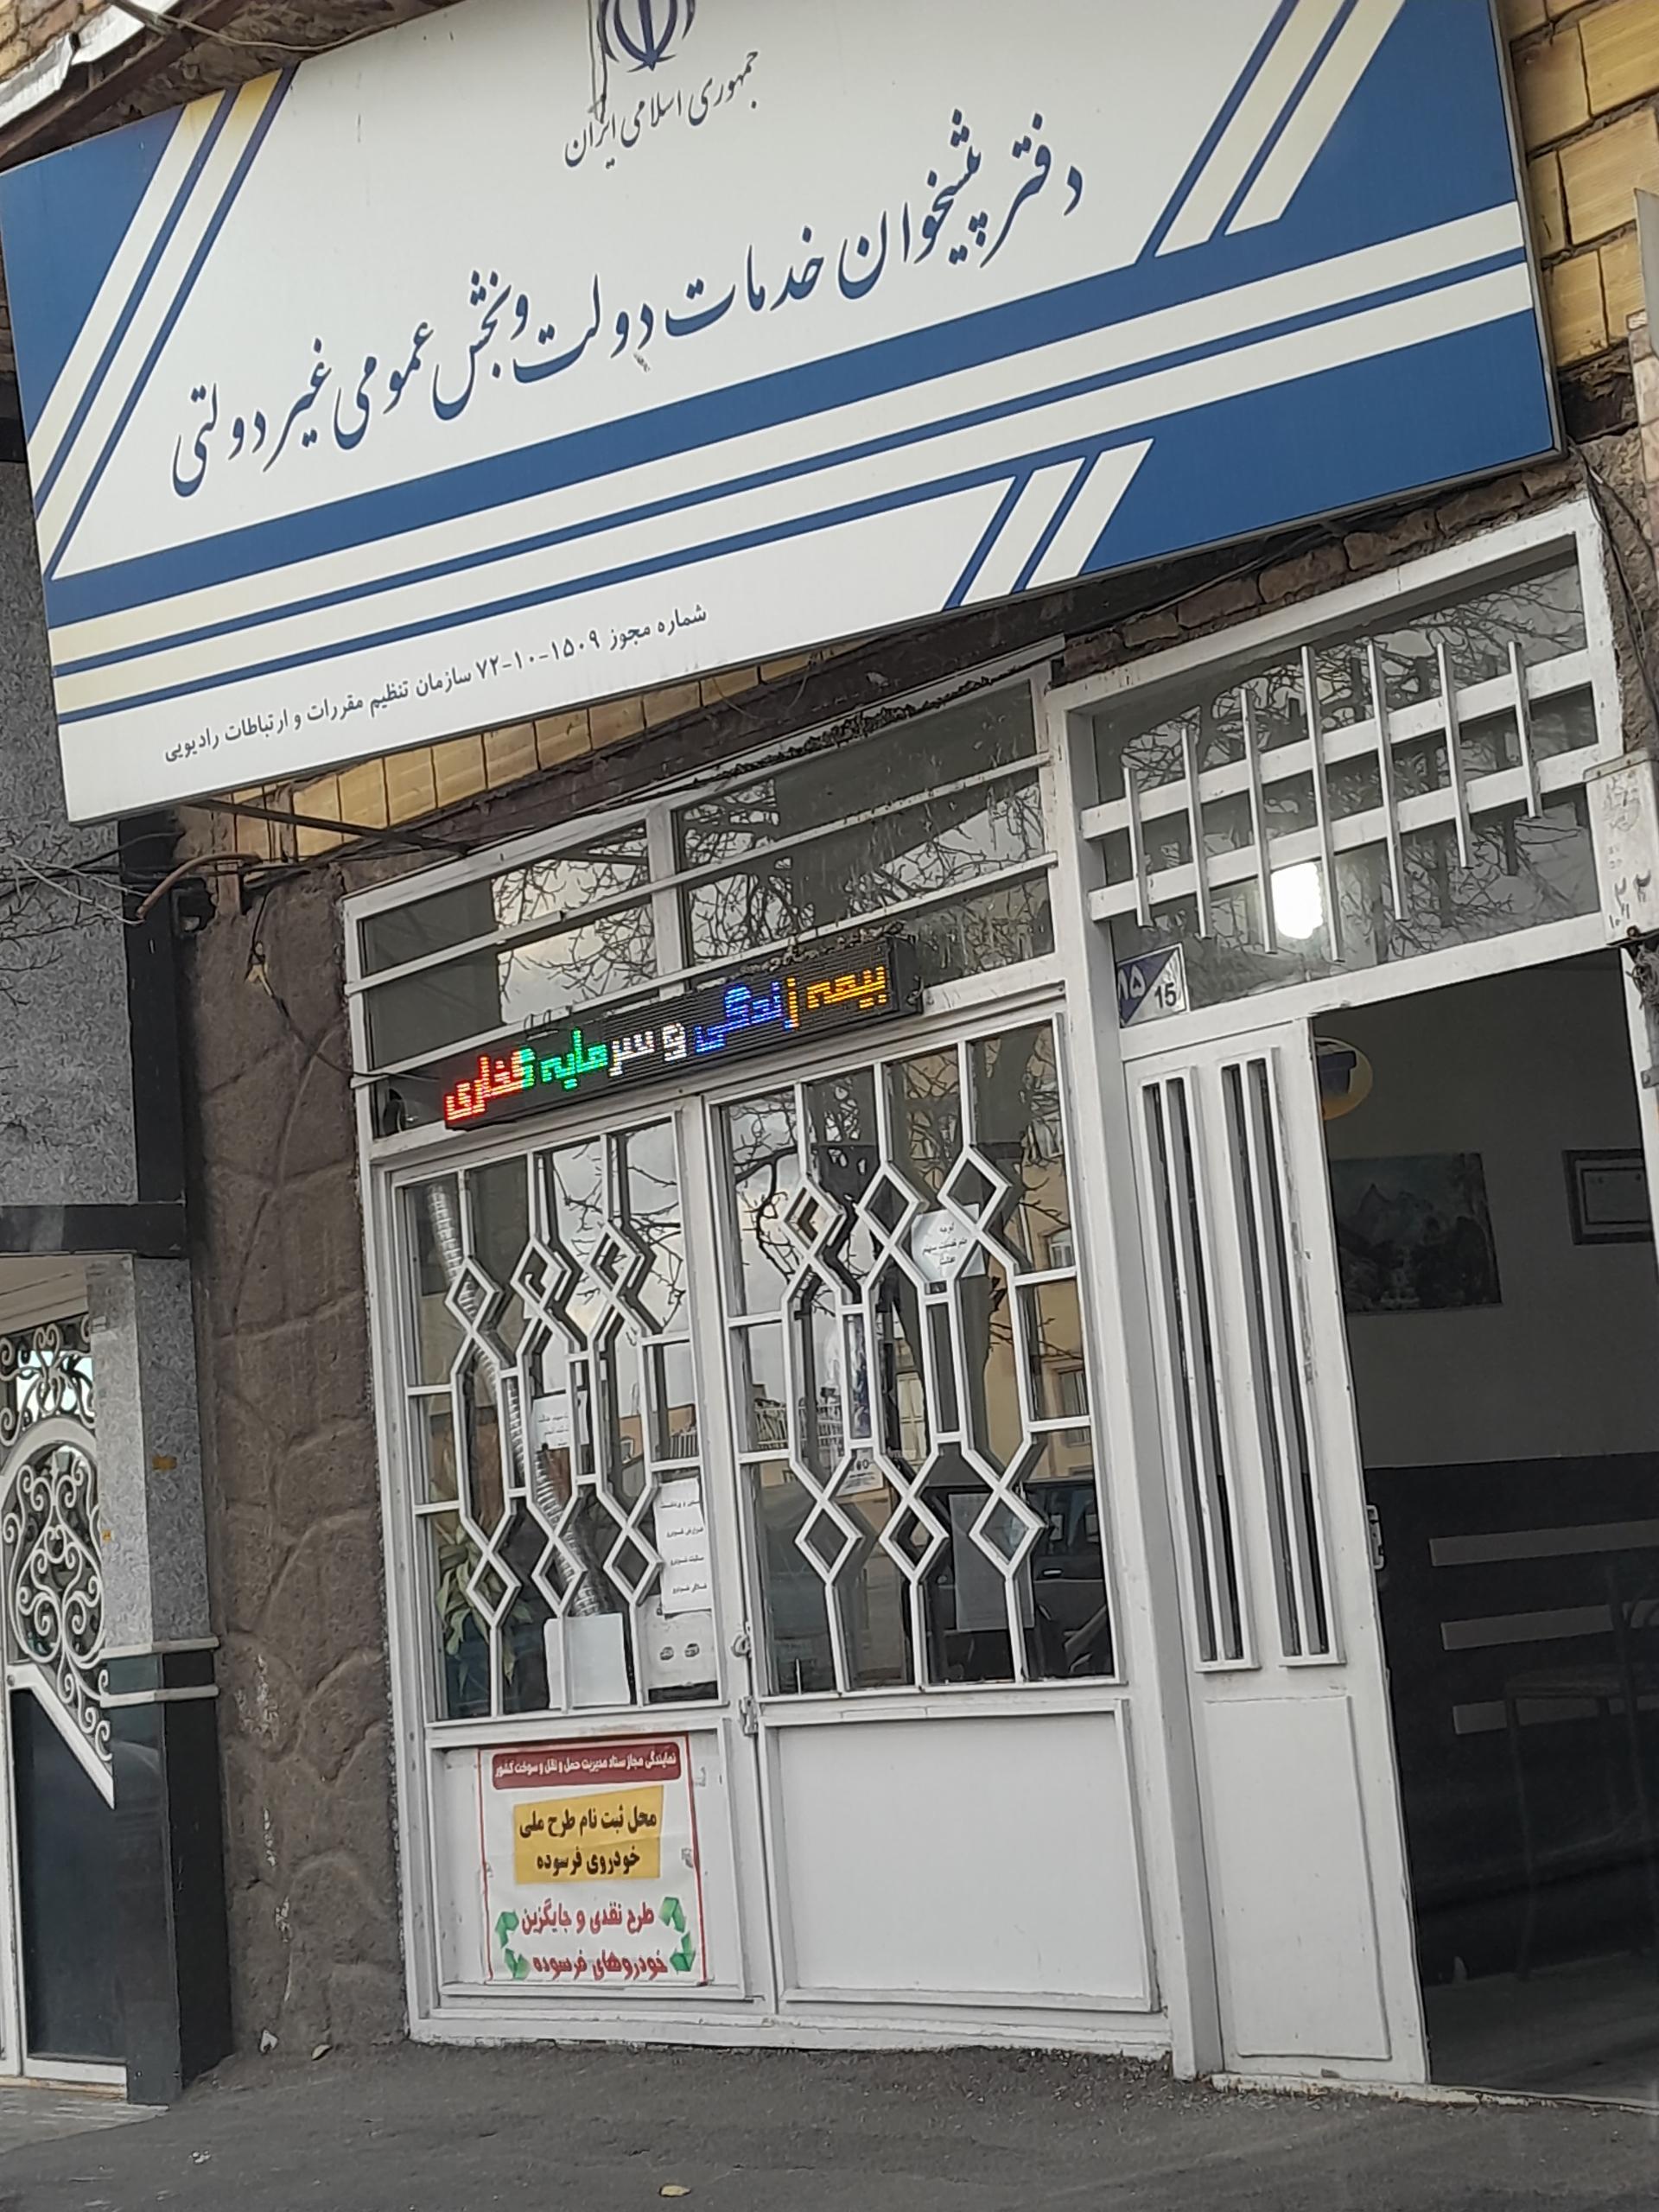 جمهوری اسلامی ایران
دفتر پیشخوان خدمات دولت و بخش عمومی غیر دولتی
شماره مجوز ۱۵۰۹-۱۰-۷۲ سازمان تنظیم مقررات و ارتباطات رادیویی
بیمه زندگی و سرمایه گذاری
۱۵
15
نمایندگی مجاز ستاد مدیریت حمل و نقل و سوخت کشور
محل ثبت نام طرح ملی
خودروی فرسوده
طرح نقدی و جایگزین
خودروهای فرسوده